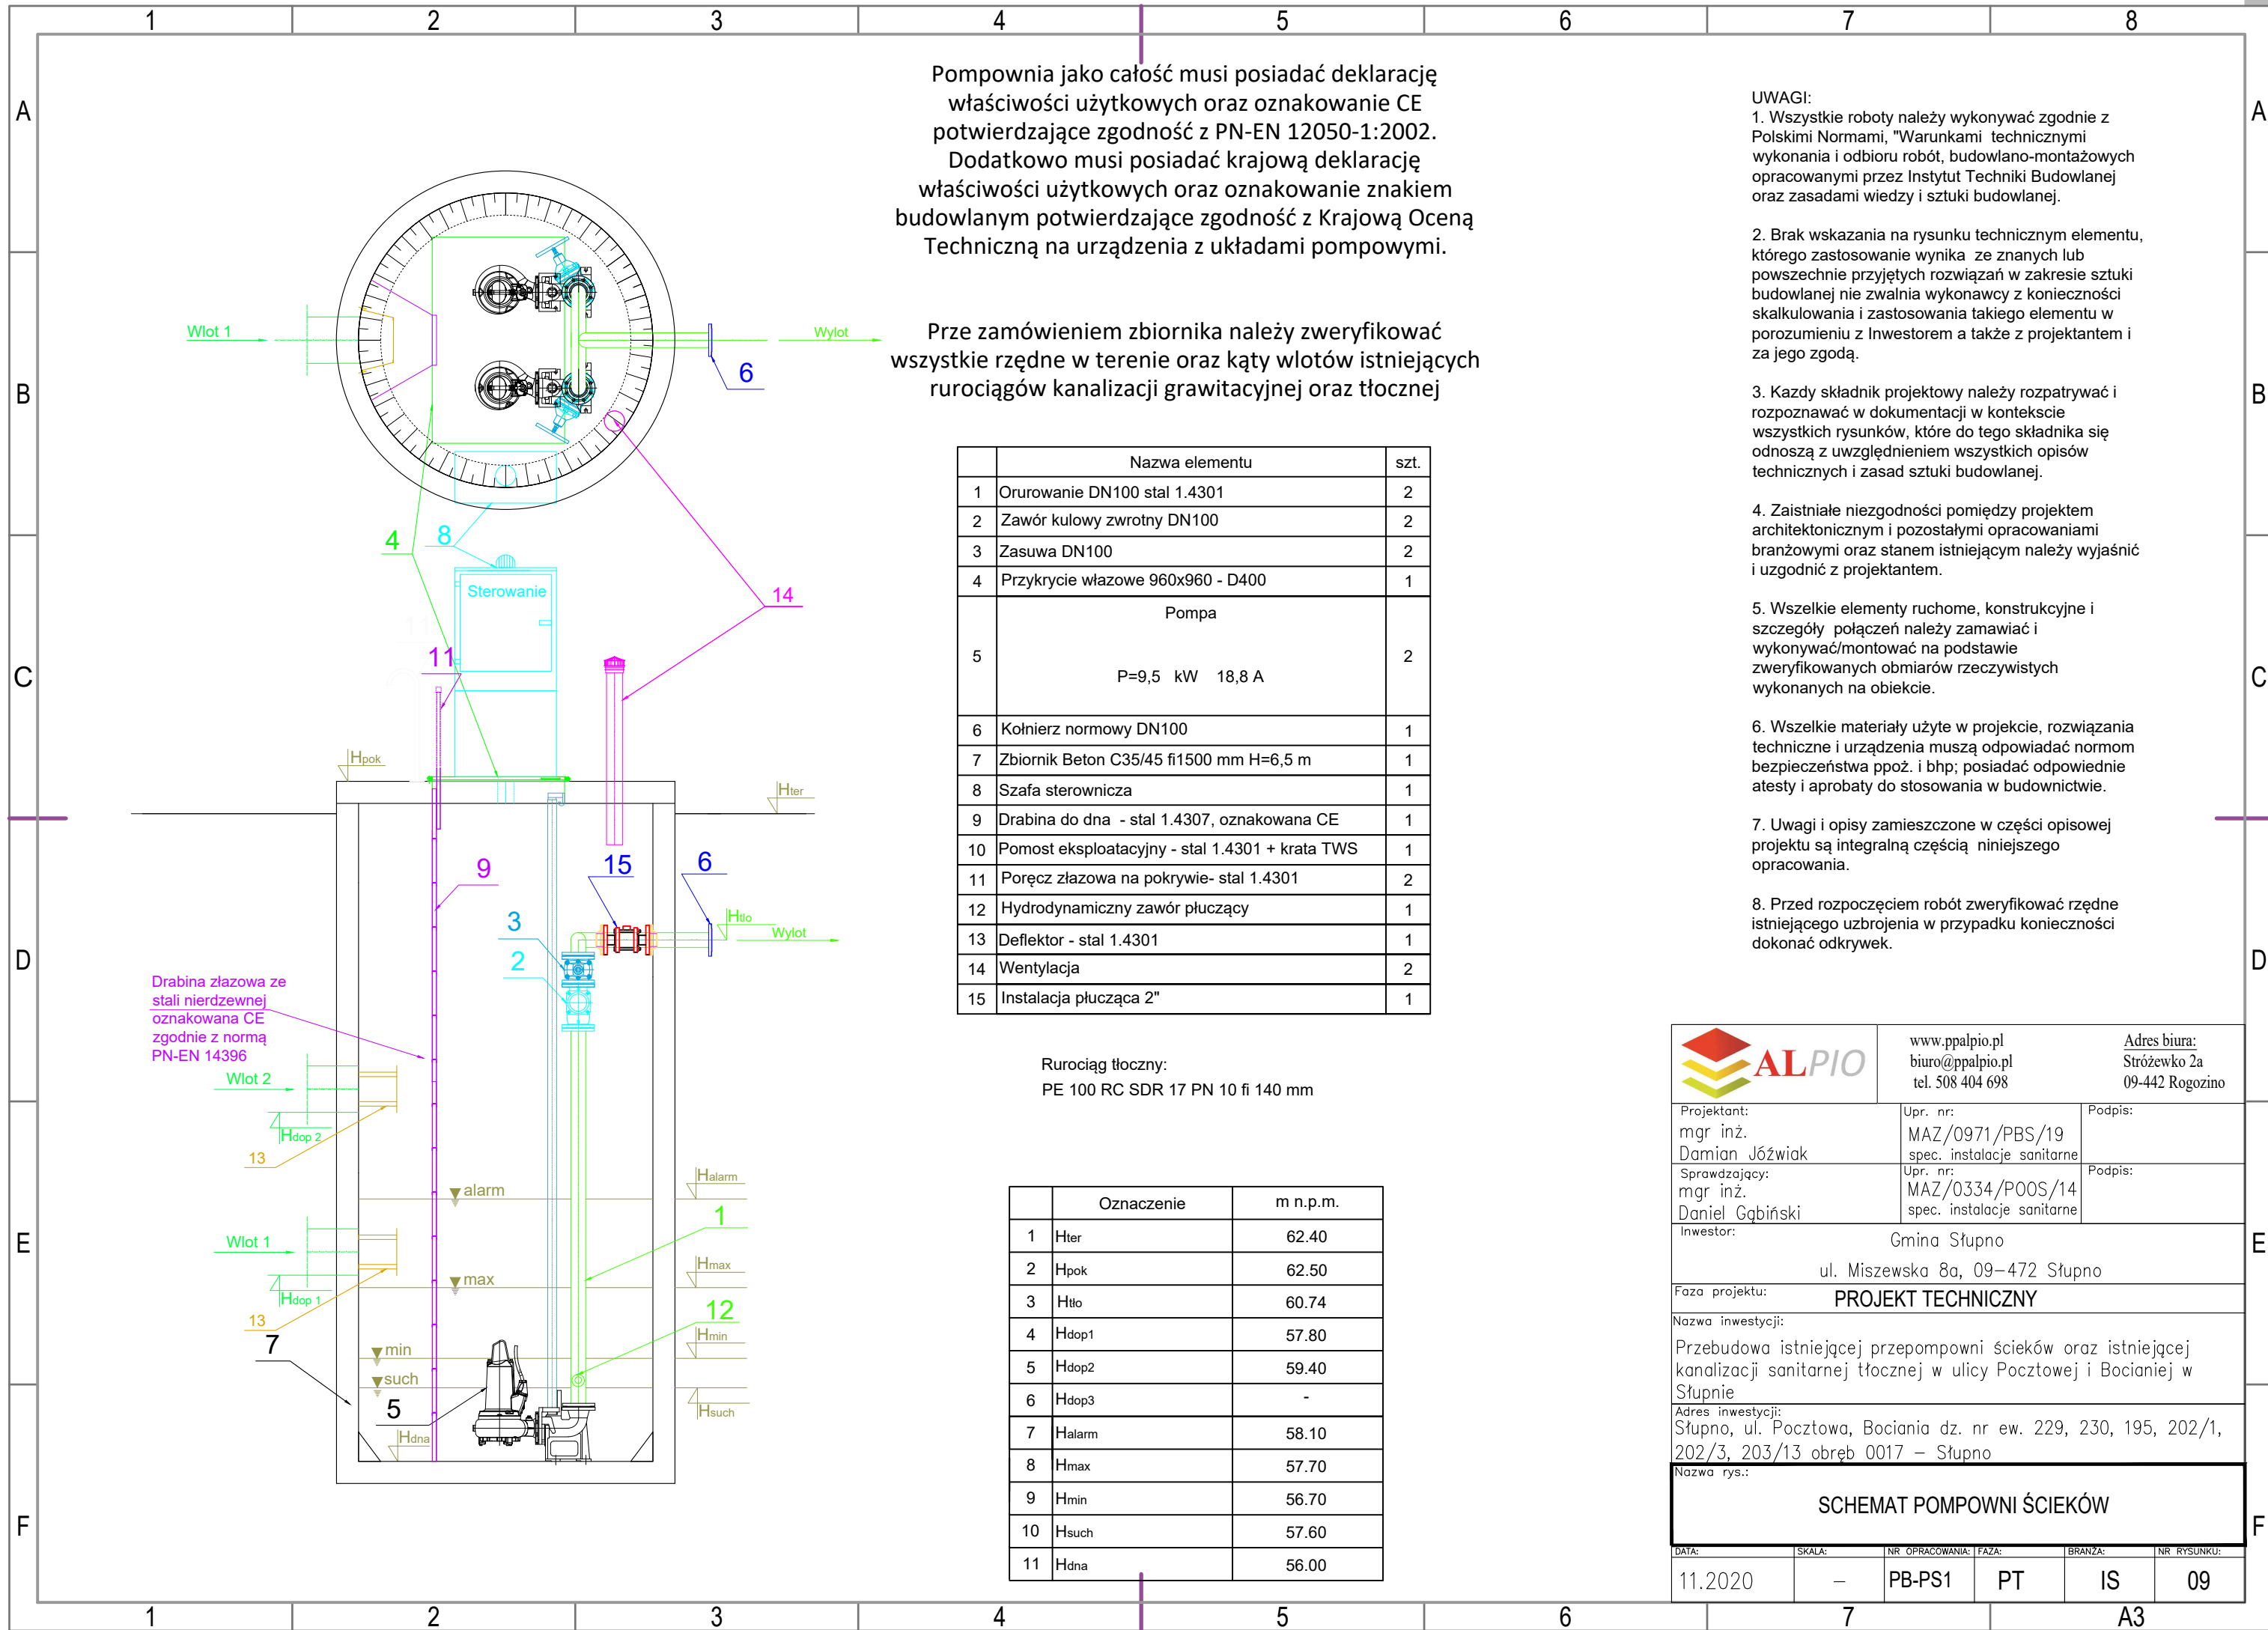 1 2 3 4 5 6 7 8
A
B
C
D
E
F
A
B
C
D
E
F
Wlot 1
Wylot
6
4
8
Sterowanie
14
11
Hpok
Hter
9
15
6
3
2
Htlo
Wylot
Drabina złazowa ze
stali nierdzewnej
oznakowana CE
zgodnie z normą
PN-EN 14396
Wlot 2
Hdop 2
13
alarm
Halarm
1
Wlot 1
Hdop 1
13
max
Hmax
12
7
min
Hmin
such
Hsuch
5
Hdna
Pompownia jako całość musi posiadać deklarację
właściwości użytkowych oraz oznakowanie CE
potwierdzające zgodność z PN-EN 12050-1:2002.
Dodatkowo musi posiadać krajową deklarację
właściwości użytkowych oraz oznakowanie znakiem
budowlanym potwierdzające zgodność z Krajową Oceną
Techniczną na urządzenia z układami pompowymi.
Prze zamówieniem zbiornika należy zweryfikować
wszystkie rzędne w terenie oraz kąty wlotów istniejących
rurociągów kanalizacji grawitacyjnej oraz tłocznej
Nazwa elementu szt.
1 Orurowanie DN100 stal 1.4301 2
2 Zawór kulowy zwrotny DN100 2
3 Zasuwa DN100 2
4 Przykrycie włazowe 960x960 - D400 1
Pompa
5 2
P=9,5 kW 18,8 A
6 Kołnierz normowy DN100 1
7 Zbiornik Beton C35/45 fi1500 mm H=6,5 m 1
8 Szafa sterownicza 1
9 Drabina do dna - stal 1.4307, oznakowana CE 1
10 Pomost eksploatacyjny - stal 1.4301 + krata TWS 1
11 Poręcz złazowa na pokrywie- stal 1.4301 2
12 Hydrodynamiczny zawór płuczący 1
13 Deflektor - stal 1.4301 1
14 Wentylacja 2
15 Instalacja płucząca 2" 1
Rurociąg tłoczny:
PE 100 RC SDR 17 PN 10 fi 140 mm
Oznaczenie m n.p.m.
1 Hter 62.40
2 Hpok 62.50
3 Htło 60.74
4 Hdop1 57.80
5 Hdop2 59.40
6 Hdop3 -
7 Halarm 58.10
8 Hmax 57.70
9 Hmin 56.70
10 Hsuch 57.60
11 Hdna 56.00
UWAGI:
1. Wszystkie roboty należy wykonywać zgodnie z
Polskimi Normami, "Warunkami technicznymi
wykonania i odbioru robót, budowlano-montażowych
opracowanymi przez Instytut Techniki Budowlanej
oraz zasadami wiedzy i sztuki budowlanej.
2. Brak wskazania na rysunku technicznym elementu,
którego zastosowanie wynika ze znanych lub
powszechnie przyjętych rozwiązań w zakresie sztuki
budowlanej nie zwalnia wykonawcy z konieczności
skalkulowania i zastosowania takiego elementu w
porozumieniu z Inwestorem a także z projektantem i
za jego zgodą.
3. Kazdy składnik projektowy należy rozpatrywać i
rozpoznawać w dokumentacji w kontekscie
wszystkich rysunków, które do tego składnika się
odnoszą z uwzględnieniem wszystkich opisów
technicznych i zasad sztuki budowlanej.
4. Zaistniałe niezgodności pomiędzy projektem
architektonicznym i pozostałymi opracowaniami
branżowymi oraz stanem istniejącym należy wyjaśnić
i uzgodnić z projektantem.
5. Wszelkie elementy ruchome, konstrukcyjne i
szczegóły połączeń należy zamawiać i
wykonywać/montować na podstawie
zweryfikowanych obmiarów rzeczywistych
wykonanych na obiekcie.
6. Wszelkie materiały użyte w projekcie, rozwiązania
techniczne i urządzenia muszą odpowiadać normom
bezpieczeństwa ppoż. i bhp; posiadać odpowiednie
atesty i aprobaty do stosowania w budownictwie.
7. Uwagi i opisy zamieszczone w części opisowej
projektu są integralną częścią niniejszego
opracowania.
8. Przed rozpoczęciem robót zweryfikować rzędne
istniejącego uzbrojenia w przypadku konieczności
dokonać odkrywek.
ALPIO
www.ppalpio.pl
biuro@ppalpio.pl
tel. 508 404 698
Adres biura:
Stróżewko 2a
09-442 Rogozino
Projektant: Upr. nr: Podpis:
mgr inż. MAZ/0971/PBS/19
Damian Jóźwiak spec. instalacje sanitarne
Sprawdzający: Upr. nr: Podpis:
mgr inż. MAZ/0334/POOS/14
Daniel Gąbiński spec. instalacje sanitarne
Inwestor:
Gmina Słupno
ul. Miszewska 8a, 09-472 Słupno
Faza projektu: PROJEKT TECHNICZNY
Nazwa inwestycji:
Przebudowa istniejącej przepompowni ścieków oraz istniejącej
kanalizacji sanitarnej tłocznej w ulicy Pocztowej i Bocianiej w
Słupnie
Adres inwestycji:
Słupno, ul. Pocztowa, Bociania dz. nr ew. 229, 230, 195, 202/1,
202/3, 203/13 obręb 0017 - Słupno
Nazwa rys.:
SCHEMAT POMPOWNI ŚCIEKÓW
DATA: SKALA: NR OPRACOWANIA: FAZA: BRANŻA: NR RYSUNKU:
11.2020 - PB-PS1 PT IS 09
1 2 3 4 5 6 7 A3